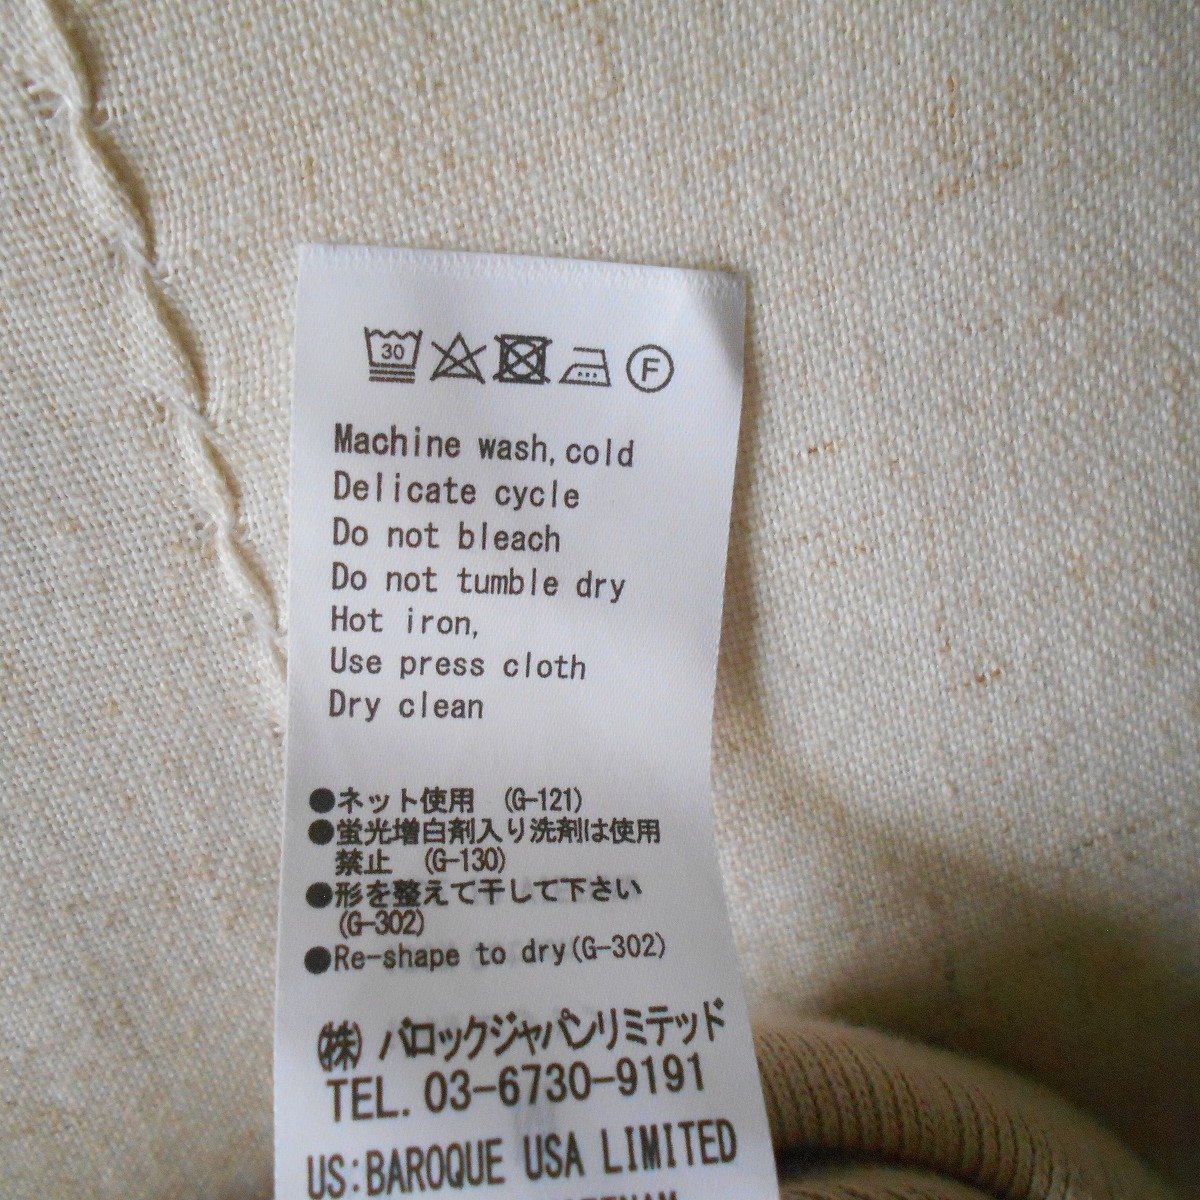 30 F
Machine wash, cold
Delicate cycle
Do not bleach
Do not tumble dry
Hot iron,
Use press cloth
Dry clean
●ネット使用 (G-121)
●蛍光増白剤入り洗剤は使用
禁止 (G-130)
●形を整えて干して下さい
(G-302)
●Re-shape to dry(G-302)
㈱ バロックジャパンリミテッド
TEL. 03-6730-9191
US:BAROQUE USA LIMITED